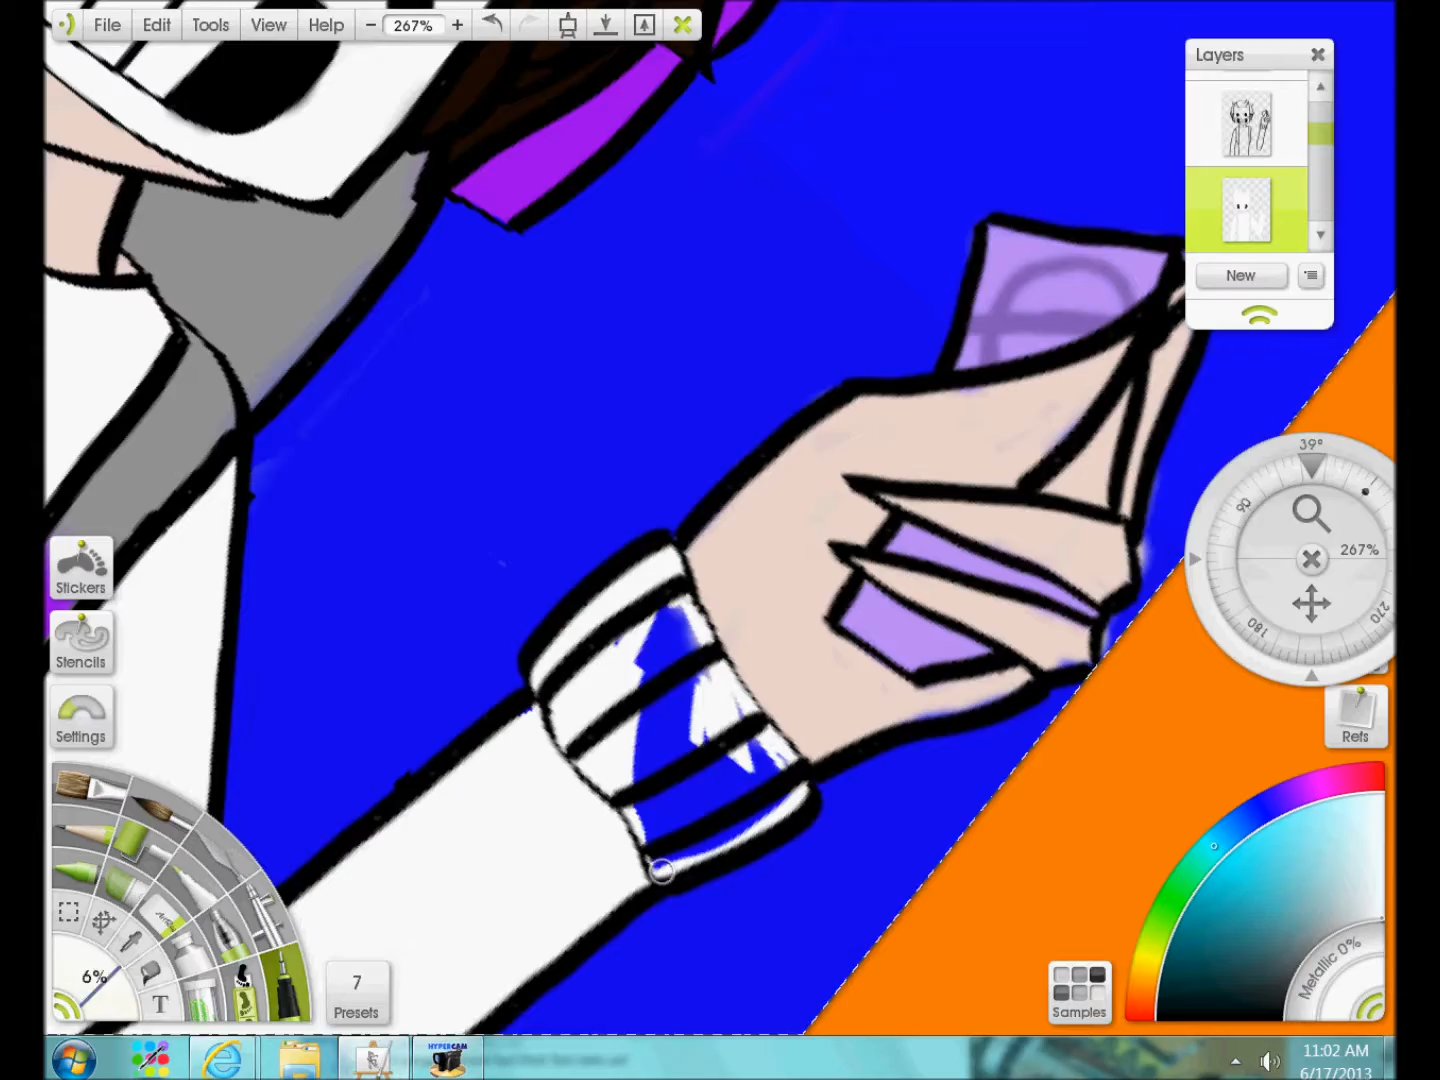 File Edit Tools View Help − 267% +
Layers
New
39°
90
267%
180
270
Stickers
Stencils
Settings
Refs
6%
T
7
Presets
Metallic 0%
Samples
HYPERCAM
11:02 AM
6/17/2013